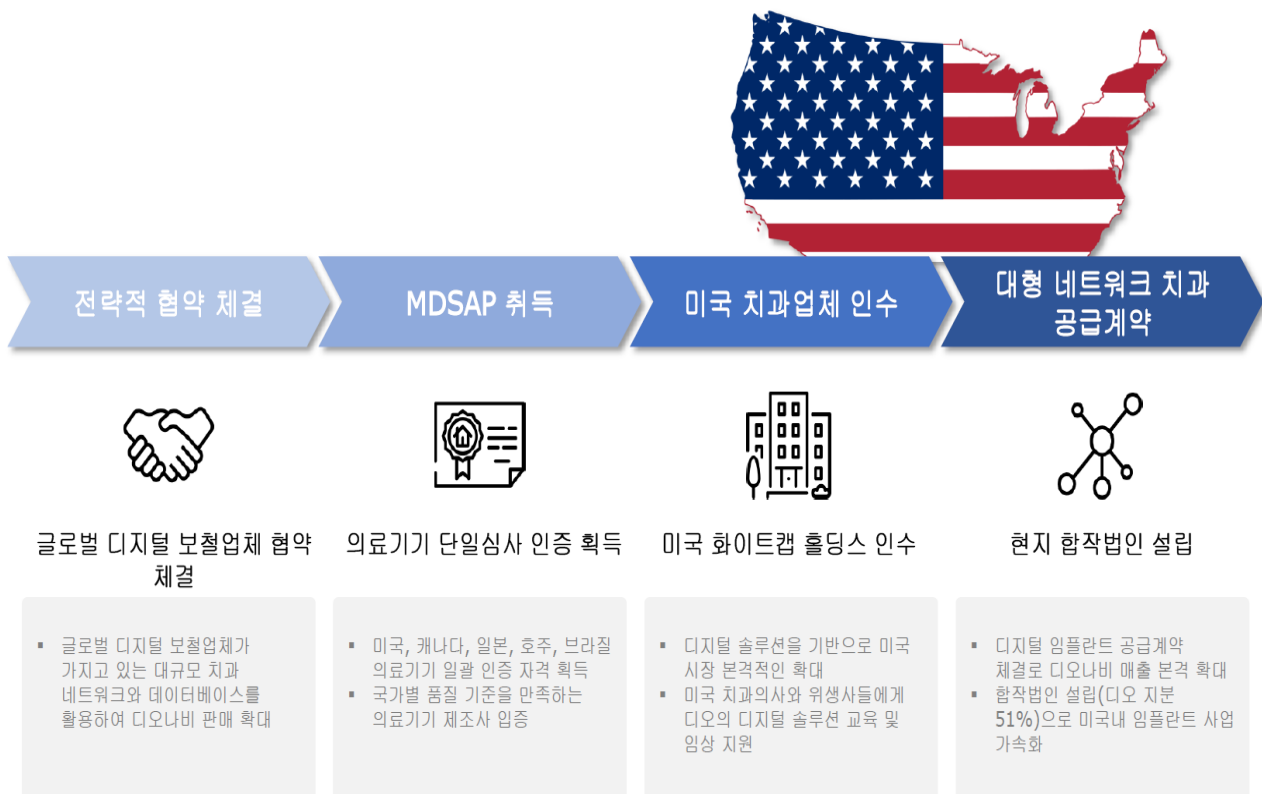 전략적 협약 체결
MDSAP 취득
미국 치과업체 인수
대형 네트워크 치과
공급계약
글로벌 디지털 보철업체 협약
체결
의료기기 단일심사 인증 획득
미국 화이트캡 홀딩스 인수
현지 합작법인 설립
▪ 글로벌 디지털 보철업체가
가지고 있는 대규모 치과
네트워크와 데이터베이스를
활용하여 디오나비 판매 확대
▪ 미국, 캐나다, 일본, 호주, 브라질
의료기기 일괄 인증 자격 획득
▪ 국가별 품질 기준을 만족하는
의료기기 제조사 입증
▪ 디지털 솔루션을 기반으로 미국
시장 본격적인 확대
▪ 미국 치과의사와 위생사들에게
디오의 디지털 솔루션 교육 및
임상 지원
▪ 디지털 임플란트 공급계약
체결로 디오나비 매출 본격 확대
▪ 합작법인 설립(디오 지분
51%)으로 미국내 임플란트 사업
가속화